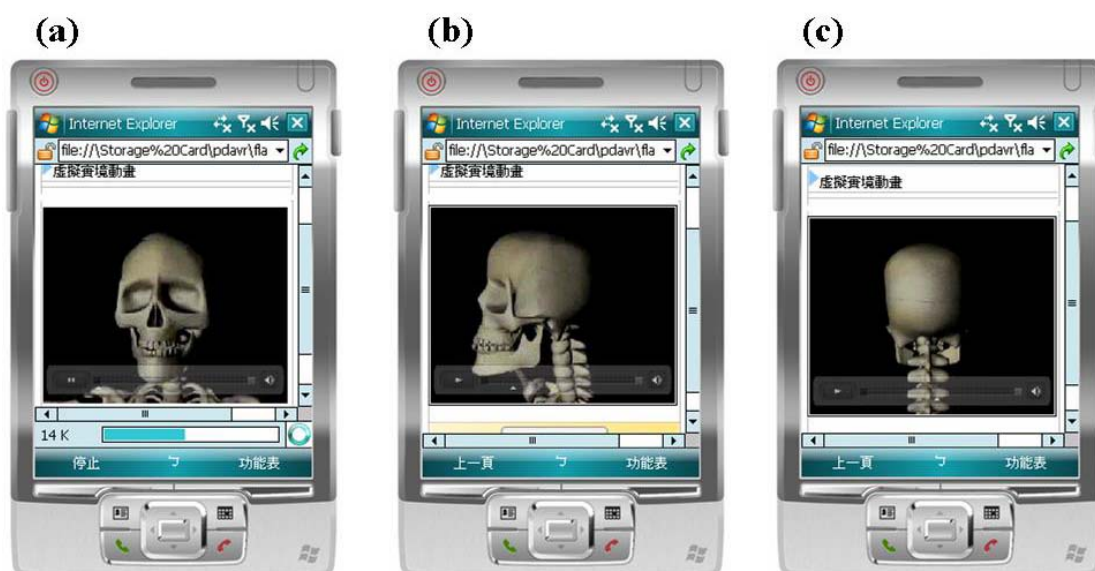 (a)
Internet Explorer
file://\Storage%20Card\pdavr\fla
虛擬實境動畫
14 K
停止 ㄅ 功能表
(b)
Internet Explorer
file://\Storage%20Card\pdavr\fla
虛擬實境動畫
上一頁 ㄅ 功能表
(c)
Internet Explorer
file://\Storage%20Card\pdavr\fla
虛擬實境動畫
上一頁 ㄅ 功能表